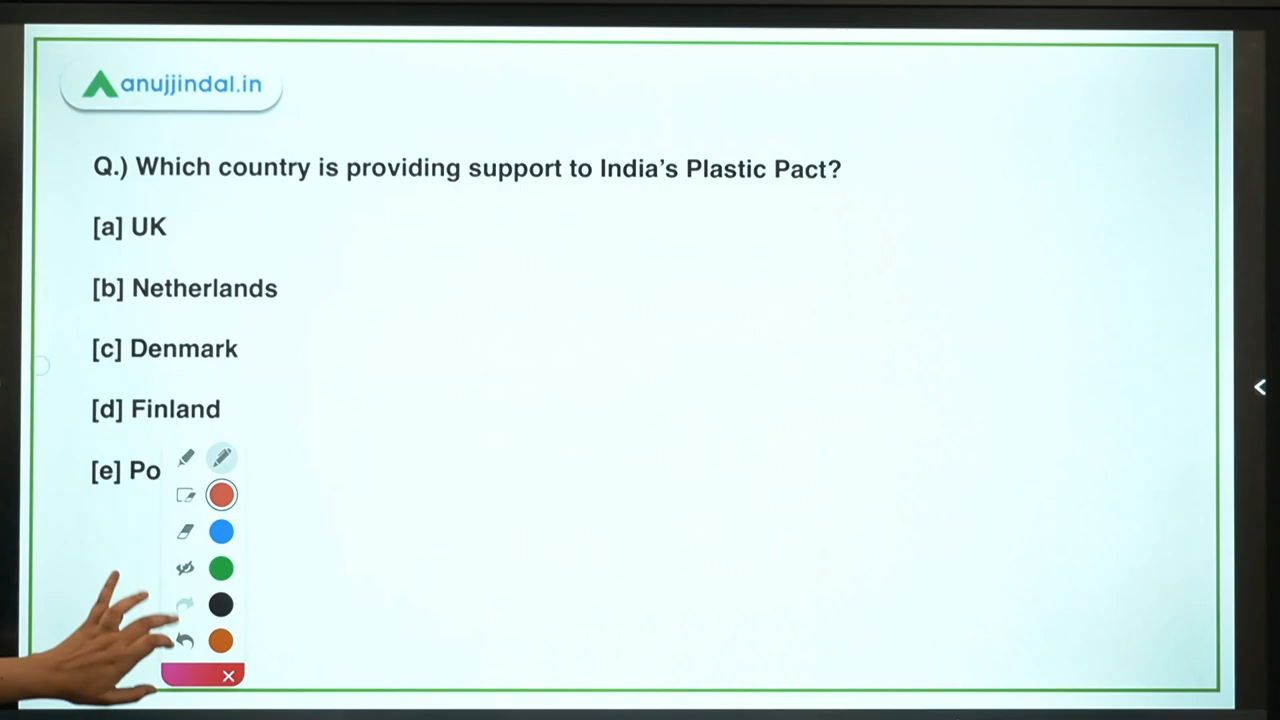 anujjindal.in
Q.) Which country is providing support to India’s Plastic Pact?
[a] UK
[b] Netherlands
[c] Denmark
[d] Finland
[e] Po